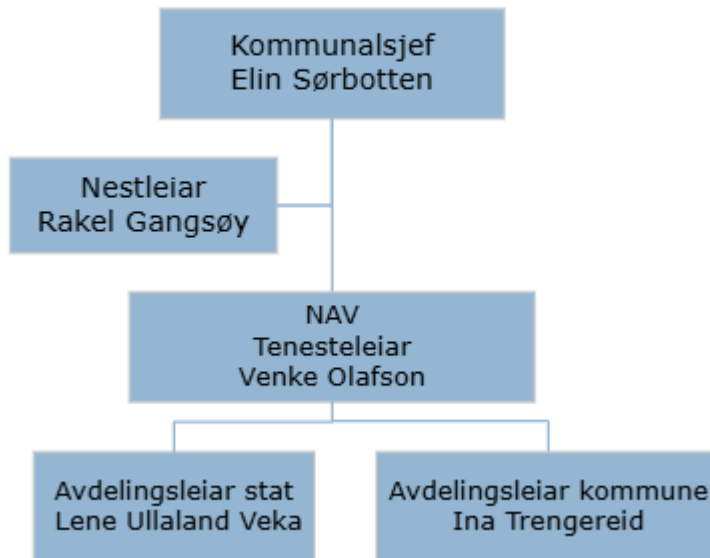 Kommunalsjef
Elin Sørbotten
Nestleiar
Rakel Gangsøy
NAV
Tenesteleiar
Venke Olafson
Avdelingsleiar stat
Lene Ullaland Veka
Avdelingsleiar kommune
Ina Trengereid